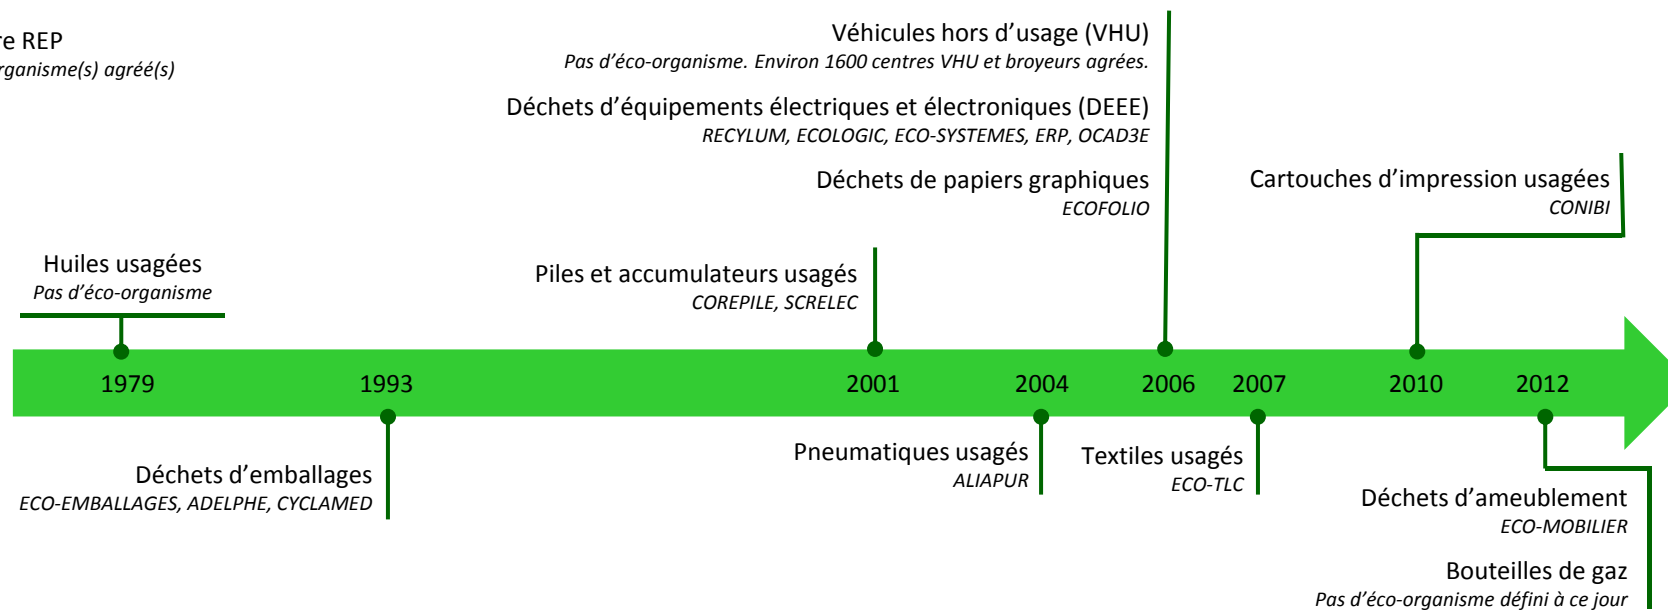 re REP
rganisme(s) agréé(s)
Véhicules hors d’usage (VHU)
Pas d’éco-organisme. Environ 1600 centres VHU et broyeurs agrées.
Déchets d’équipements électriques et électroniques (DEEE)
RECYLUM, ECOLOGIC, ECO-SYSTEMES, ERP, OCAD3E
Déchets de papiers graphiques
ECOFOLIO
Cartouches d’impression usagées
CONIBI
Huiles usagées
Pas d’éco-organisme
Piles et accumulateurs usagés
COREPILE, SCRELEC
1979 1993 2001 2004 2006 2007 2010 2012
Déchets d’emballages
ECO-EMBALLAGES, ADELPHE, CYCLAMED
Pneumatiques usagés
ALIAPUR
Textiles usagés
ECO-TLC
Déchets d’ameublement
ECO-MOBILIER
Bouteilles de gaz
Pas d’éco-organisme défini à ce jour